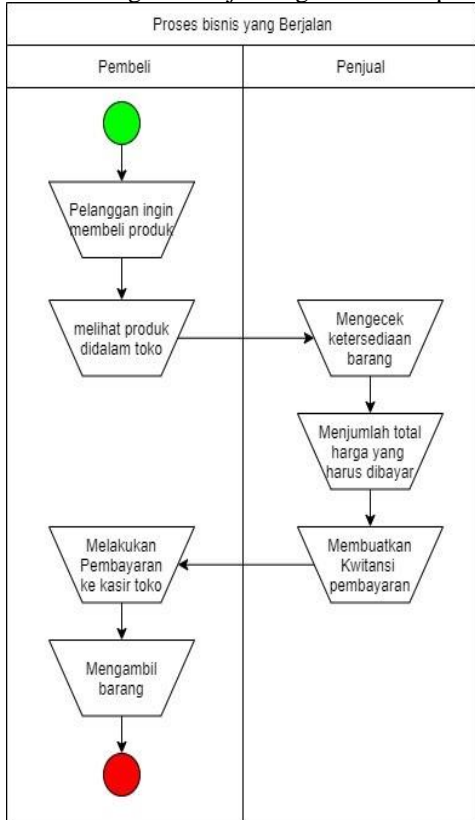 Proses bisnis yang Berjalan
Pembeli
Penjual
Pelanggan ingin
membeli produk
melihat produk
didalam toko
Mengecek
ketersediaan
barang
Menjumlah total
harga yang
harus dibayar
Membuatkan
Kwitansi
pembayaran
Melakukan
Pembayaran
ke kasir toko
Mengambil
barang